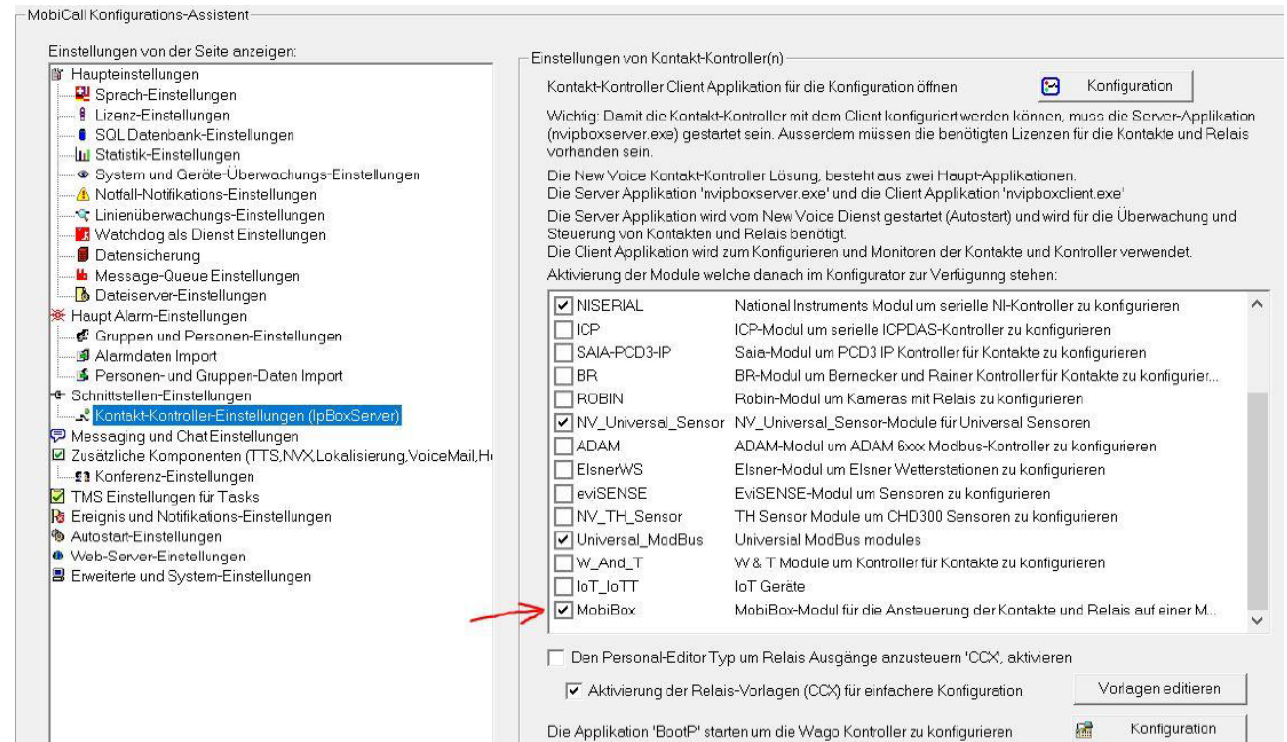 MobiCall Konfigurations-Assistent
Einstellungen von der Seite anzeigen:
Haupteinstellungen
Sprach-Einstellungen
Lizenz-Einstellungen
SQL Datenbank-Einstellungen
Statistik-Einstellungen
System und Geräte-Überwachungs-Einstellungen
Notfall-Notifikations-Einstellungen
Linienüberwachungs-Einstellungen
Watchdog als Dienst Einstellungen
Datensicherung
Message-Queue Einstellungen
Dateiserver-Einstellungen
Haupt Alarm-Einstellungen
Gruppen und Personen-Einstellungen
Alarmdaten Import
Personen- und Gruppen-Daten Import
Schnittstellen-Einstellungen
Kontakt-Kontroller-Einstellungen (IpBoxServer)
Messaging und Chat Einstellungen
Zusätzliche Komponenten (TTS,NVX,Lokalisierung,VoiceMail,H
Konferenz-Einstellungen
TMS Einstellungen für Tasks
Ereignis und Notifikations-Einstellungen
Autostart-Einstellungen
Web-Server-Einstellungen
Erweiterte und System-Einstellungen
Einstellungen von Kontakt-Kontroller(n)
Kontakt-Kontroller Client Applikation für die Konfiguration öffnen Konfiguration
Wichtig: Damit die Kontakt-Kontroller mit dem Client konfiguriert werden können, muss die Server-Applikation
(nvipboxserver.exe) gestartet sein. Ausserdem müssen die benötigten Lizenzen für die Kontakte und Relais
vorhanden sein.
Die New Voice Kontakt-Kontroller Lösung, besteht aus zwei Haupt-Applikationen.
Die Server Applikation 'nvipboxserver.exe' und die Client Applikation 'nvipboxclient.exe'
Die Server Applikation wird vom New Voice Dienst gestartet (Autostart) und wird für die Überwachung und
Steuerung von Kontakten und Relais benötigt.
Die Client Applikation wird zum Konfigurieren und Monitoren der Kontakte und Kontroller verwendet.
Aktivierung der Module welche danach im Konfigurator zur Verfügunng stehen:
NISERIAL National Instruments Modul um serielle NI-Kontroller zu konfigurieren
ICP ICP-Modul um serielle ICPDAS-Kontroller zu konfigurieren
SAIA-PCD3-IP Saia-Modul um PCD3 IP Kontroller für Kontakte zu konfigurieren
BR BR-Modul um Bernecker und Rainer Kontroller für Kontakte zu konfigurier...
ROBIN Robin-Modul um Kameras mit Relais zu konfigurieren
NV_Universal_Sensor NV_Universal_Sensor-Module für Universal Sensoren
ADAM ADAM-Modul um ADAM 6xxx Modbus-Kontroller zu konfigurieren
ElsnerWS Elsner-Modul um Elsner Wetterstationen zu konfigurieren
eviSENSE EviSENSE-Modul um Sensoren zu konfigurieren
NV_TH_Sensor TH Sensor Module um CHD300 Sensoren zu konfigurieren
Universal_ModBus Universial ModBus modules
W_And_T W & T Module um Kontroller für Kontakte zu konfigurieren
IoT_IoTT IoT Geräte
MobiBox MobiBox-Modul für die Ansteuerung der Kontakte und Relais auf einer M...
Den Personal-Editor Typ um Relais Ausgänge anzusteuern 'CCX', aktivieren
Aktivierung der Relais-Vorlagen (CCX) für einfachere Konfiguration Vorlagen editieren
Die Applikation 'BootP' starten um die Wago Kontroller zu konfigurieren Konfiguration